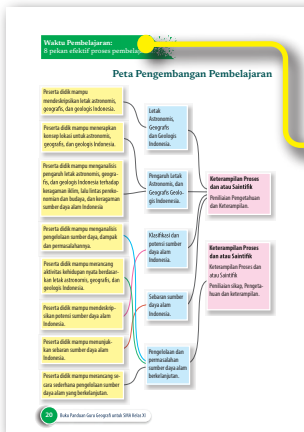 Waktu Pembelajaran:
8 pekan efektif proses pembelaj
Peta Pengembangan Pembelajaran
Peserta didik mampu
mendeskripsikan letak astronomis,
geografis, dan geologis Indonesia.
Peserta didik mampu menerapkan
konsep lokasi untuk astronomis,
geografis, dan geologis Indonesia.
Peserta didik mampu menganalisis
pengaruh letak astronomis, geogra-
fis, dan geologis Indonesia terhadap
keragaman iklim, lalu lintas pereko-
nomian dan budaya, dan keragaman
sumber daya alam Indonesia
Peserta didik mampu menganalisis
pengelolaan sumber daya, dampak
dan permasalahannya.
Peserta didik mampu merancang
aktivitas kehidupan nyata berdasar-
kan letak astronomis, geografis, dan
geologis Indonesia.
Peserta didik mampu mendeskrip-
sikan potensi sumber daya alam
Indonesia.
Peserta didik mampu menunjuk-
kan sebaran sumber daya alam
Indonesia.
Peserta didik mampu merancang se-
cara sederhana pengelolaan sumber
daya alam yang berkelanjutan.
Letak
Astronomis,
Geografis
dan Geologis
Indonesia.
Pengaruh Letak
Astronomis, dan
Geografis Geolo-
gis Indoenesia.
Klasifikasi dan
potensi sumber
daya alam
Indonesia.
Sebaran sumber
daya alam
Indonesia.
Pengelolaan dan
permasalahan
sumber daya alam
berkelanjutan.
Keterampilan Proses
dan atau Saintifik
Penilaian Pengetahuan
dan Keterampilan.
Keterampilan Proses
dan atau Saintifik
Keterampilan Proses dan
atau Saintifik
Penilaian sikap, Pengeta-
huan dan keterampilan.
20 Buku Panduan Guru Geografi untuk SMA Kelas XI